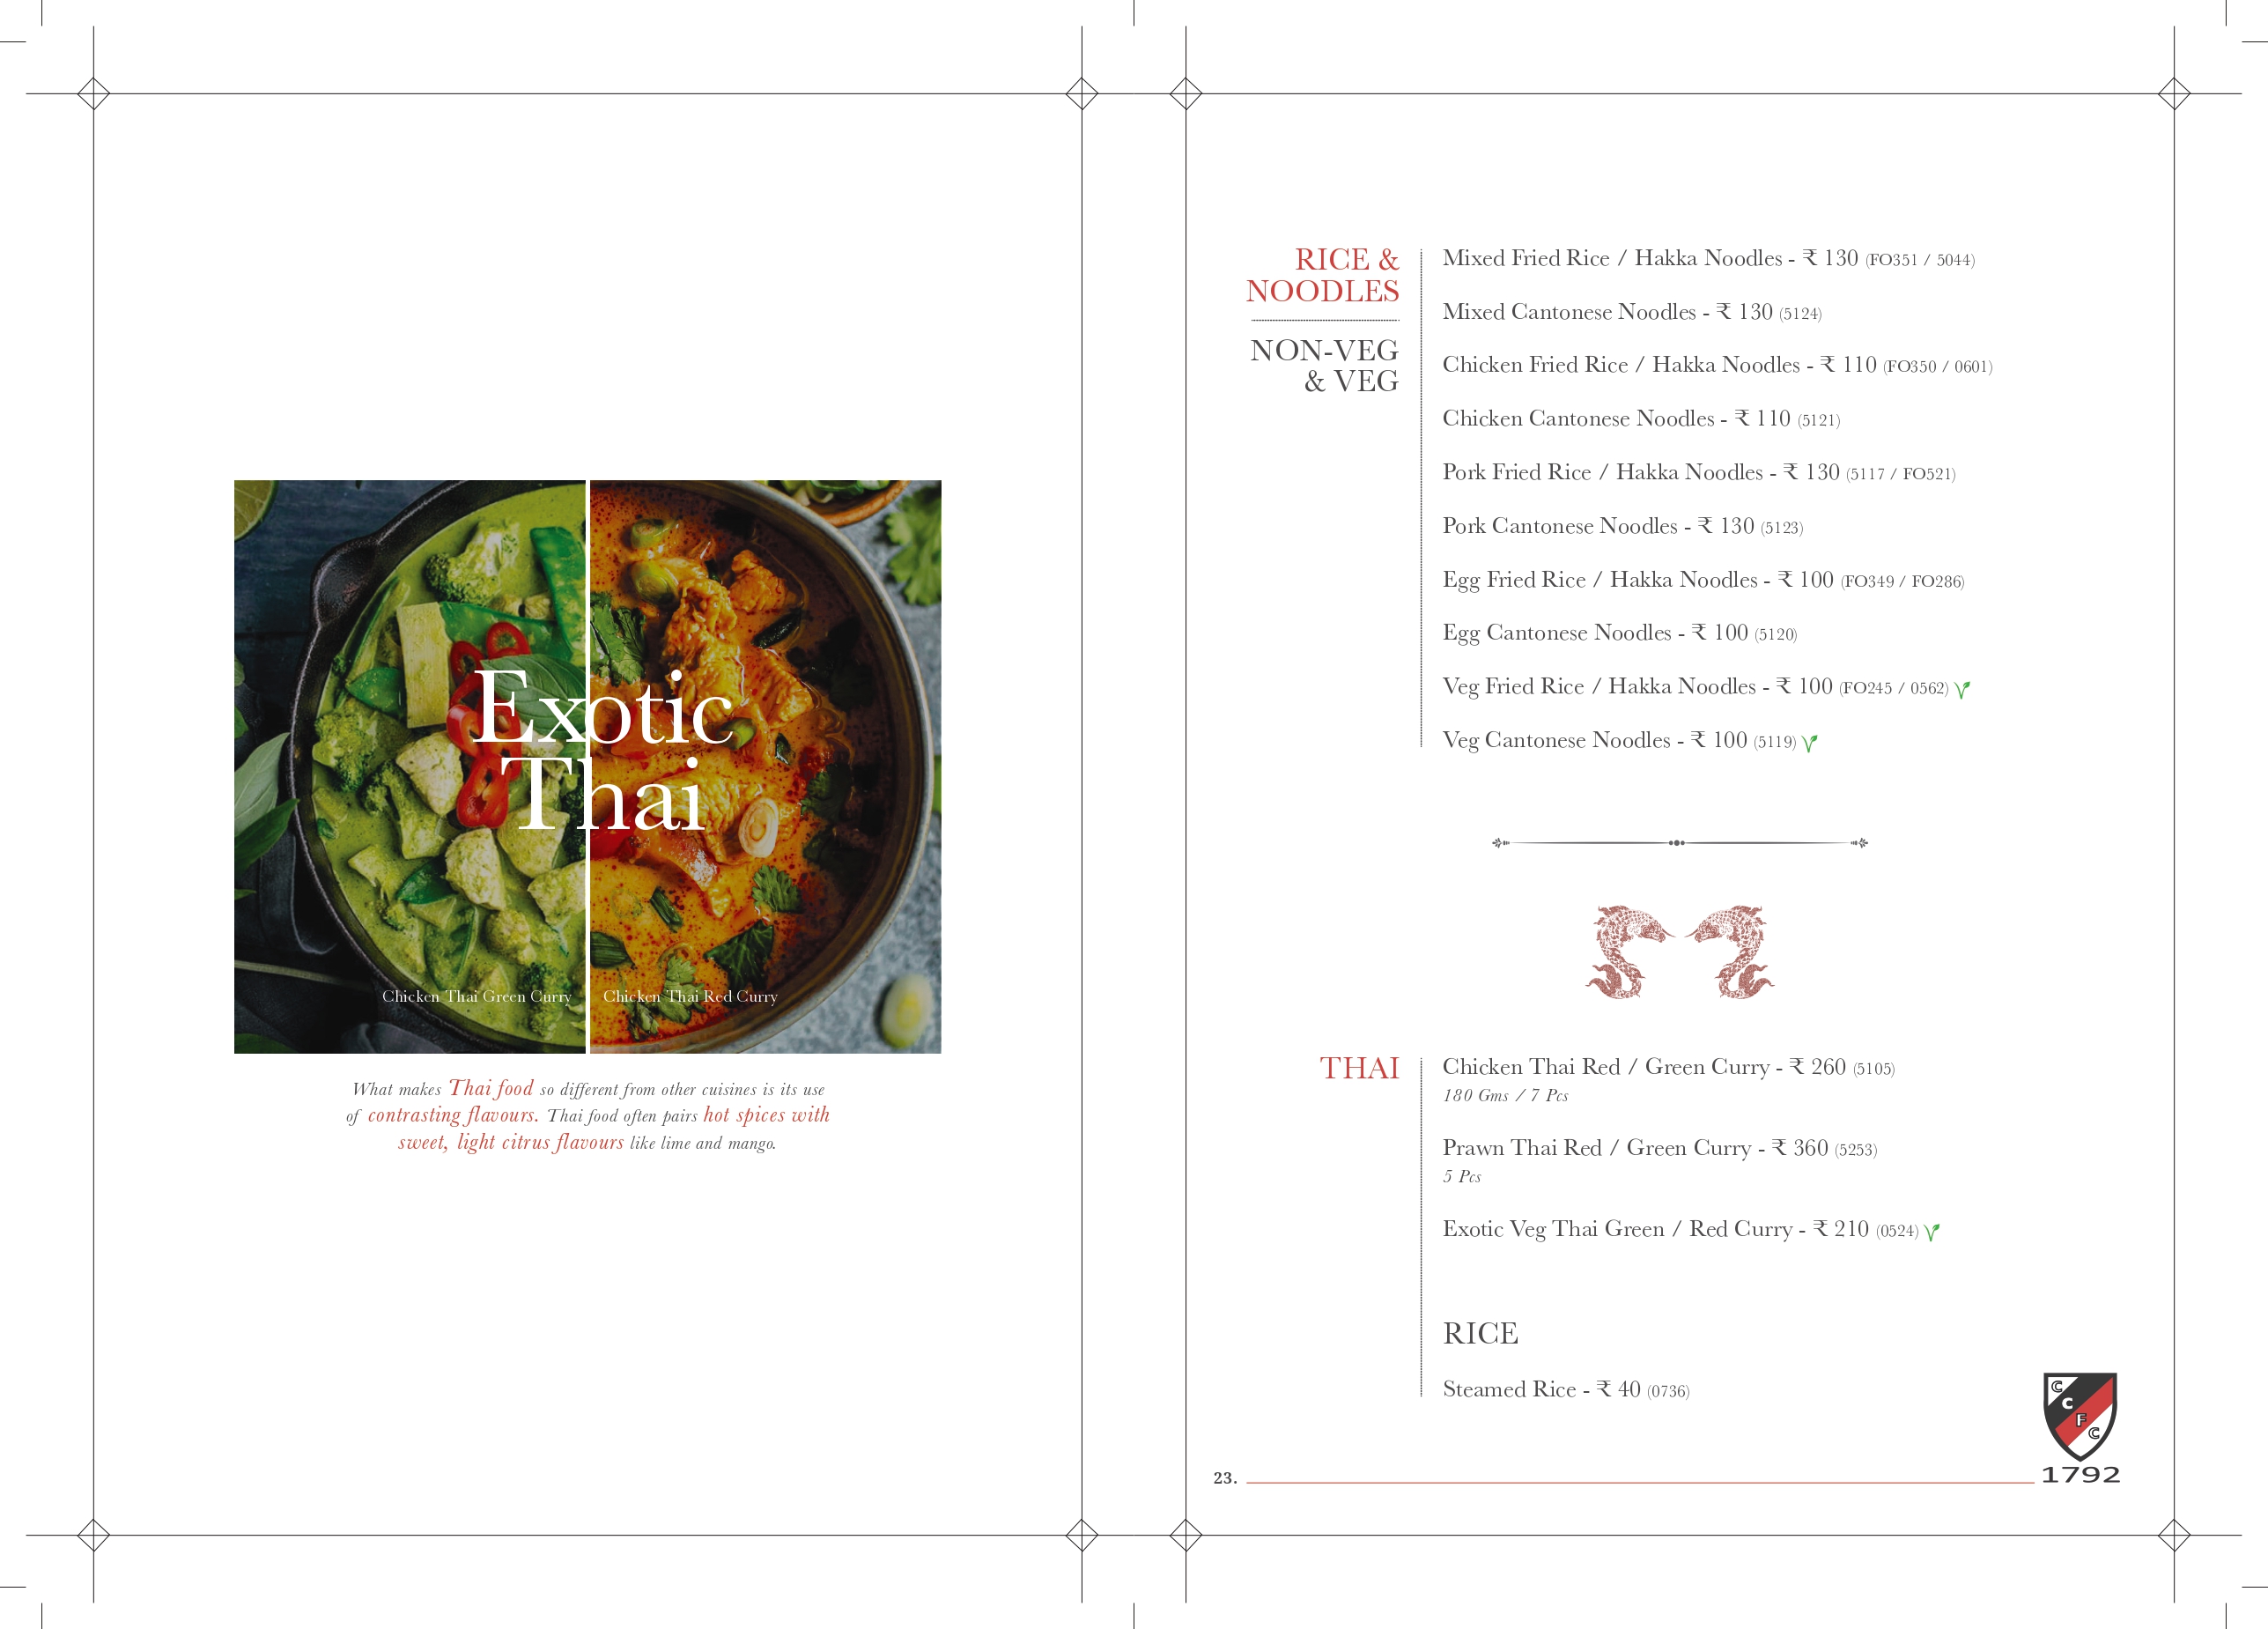 Exotic
Thai
Chicken Thai Green Curry
Chicken Thai Red Curry
What makes Thai food so different from other cuisines is its use
of contrasting flavours. Thai food often pairs hot spices with
sweet, light citrus flavours like lime and mango.
RICE &
NOODLES
NON-VEG
& VEG
Mixed Fried Rice / Hakka Noodles - ₹ 130 (FO351 / 5044)
Mixed Cantonese Noodles - ₹ 130 (5124)
Chicken Fried Rice / Hakka Noodles - ₹ 110 (FO350 / 0601)
Chicken Cantonese Noodles - ₹ 110 (5121)
Pork Fried Rice / Hakka Noodles - ₹ 130 (5117 / FO521)
Pork Cantonese Noodles - ₹ 130 (5123)
Egg Fried Rice / Hakka Noodles - ₹ 100 (FO349 / FO286)
Egg Cantonese Noodles - ₹ 100 (5120)
Veg Fried Rice / Hakka Noodles - ₹ 100 (FO245 / 0562)
Veg Cantonese Noodles - ₹ 100 (5119)
THAI
Chicken Thai Red / Green Curry - ₹ 260 (5105)
180 Gms / 7 Pcs
Prawn Thai Red / Green Curry - ₹ 360 (5253)
5 Pcs
Exotic Veg Thai Green / Red Curry - ₹ 210 (0524)
RICE
Steamed Rice - ₹ 40 (0736)
C
C
F
C
1792
23.